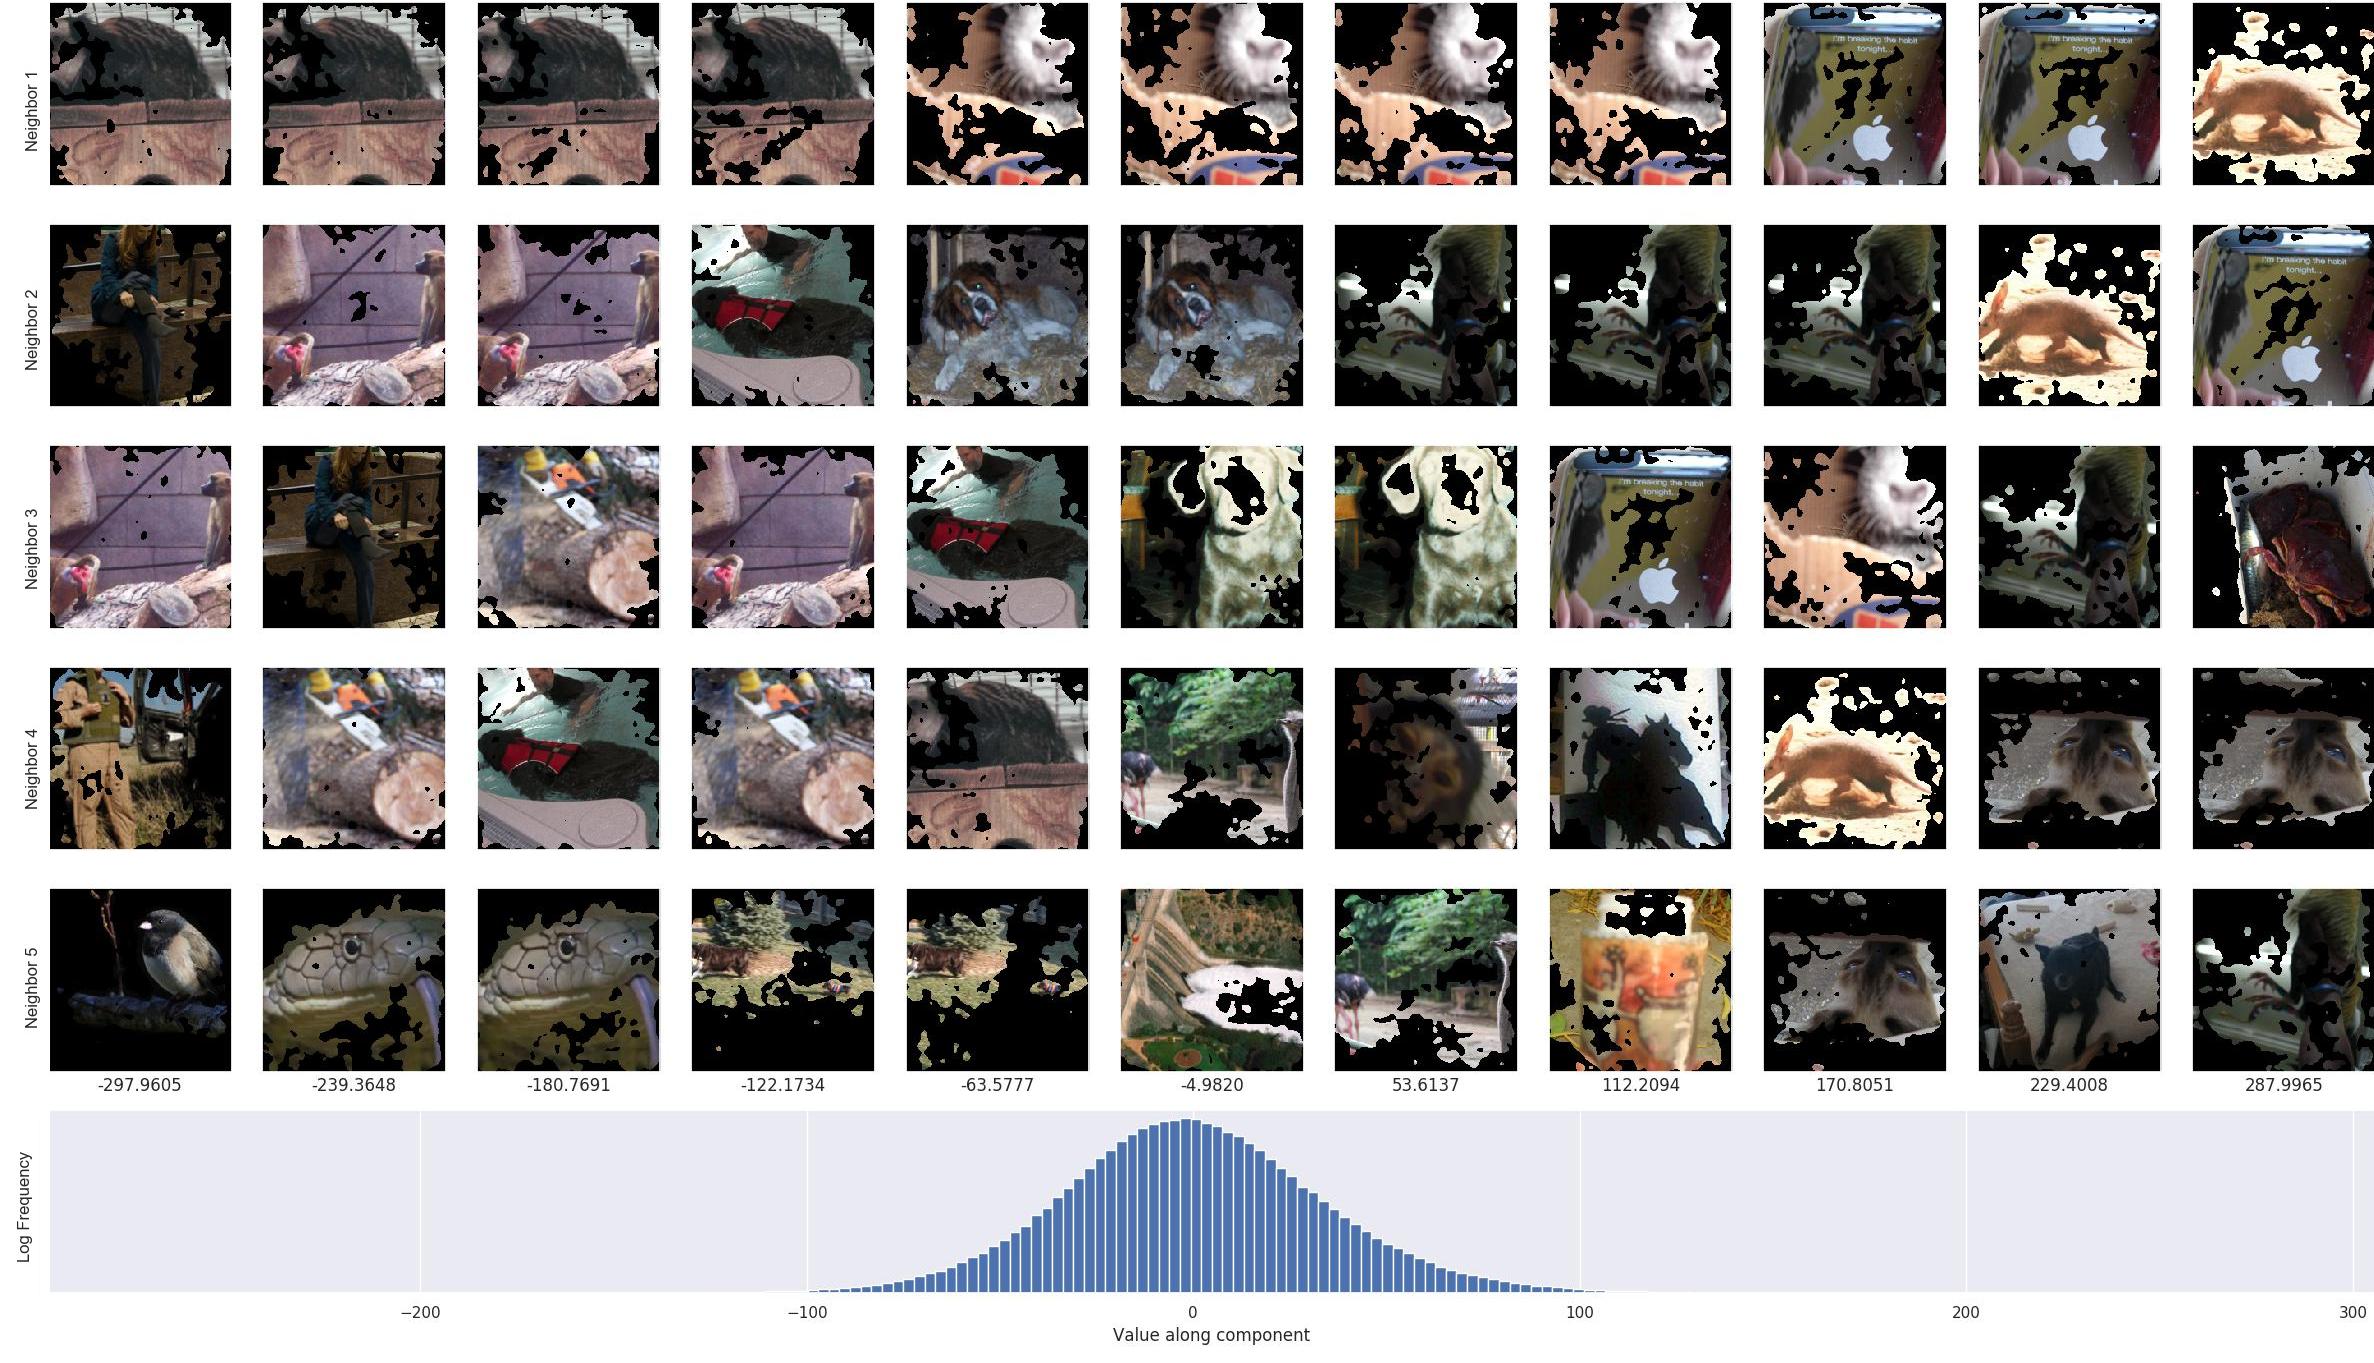 Neighbor 1
I'm breaking the habit
tonight...
I'm breaking the habit
tonight...
Neighbor 2
I'm breaking the habit
tonight...
Neighbor 3
I'm breaking the habit
tonight...
Neighbor 4
Neighbor 5
-297.9605 -239.3648 -180.7691 -122.1734 -63.5777 -4.9820 53.6137 112.2094 170.8051 229.4008 287.9965
Log Frequency
−200 −100 0 100 200 300
Value along component